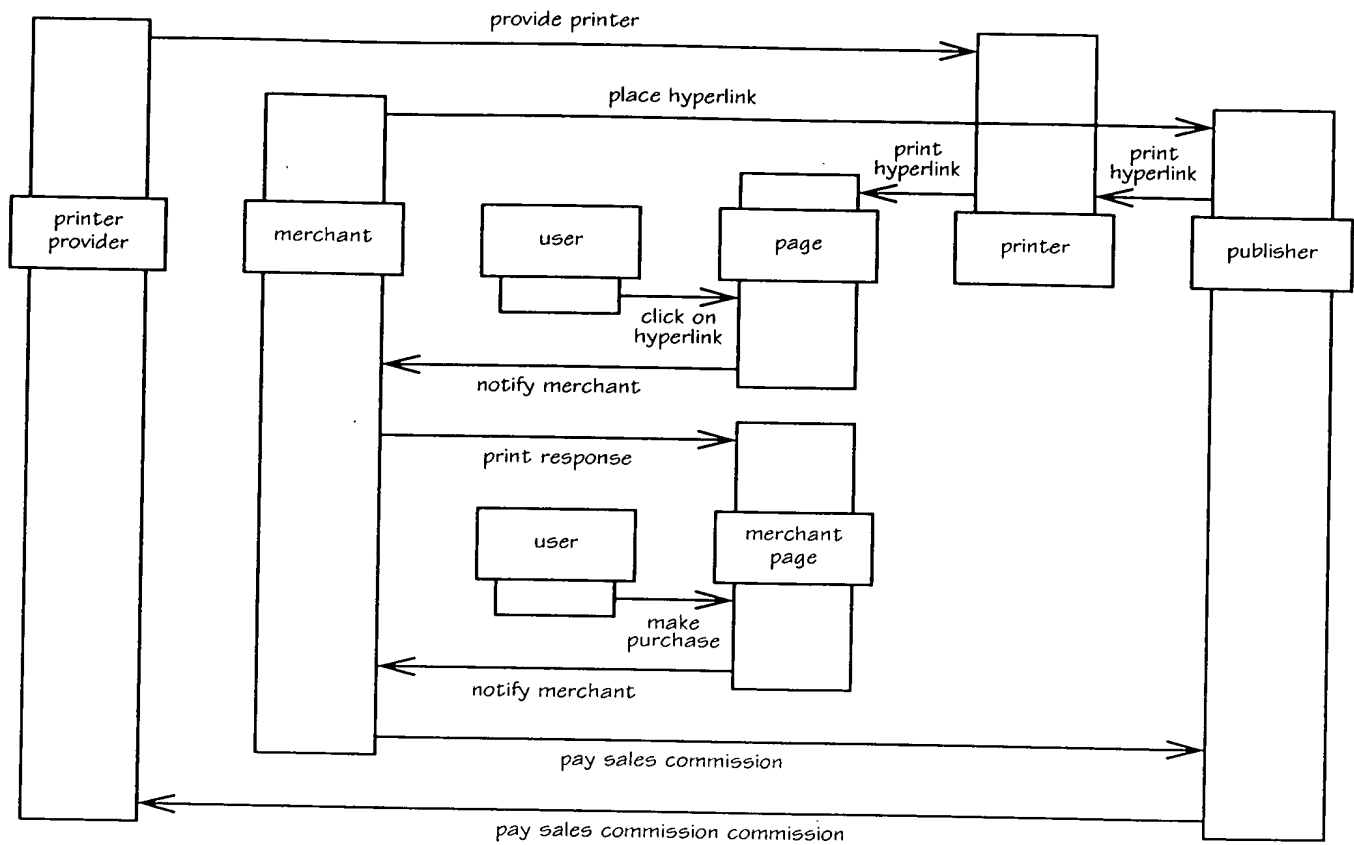 provide printer
place hyperlink
print
hyperlink
print
hyperlink
printer
provider
merchant
user
page
printer
publisher
click on
hyperlink
notify merchant
print response
user
merchant
page
make
purchase
notify merchant
pay sales commission
pay sales commission commission